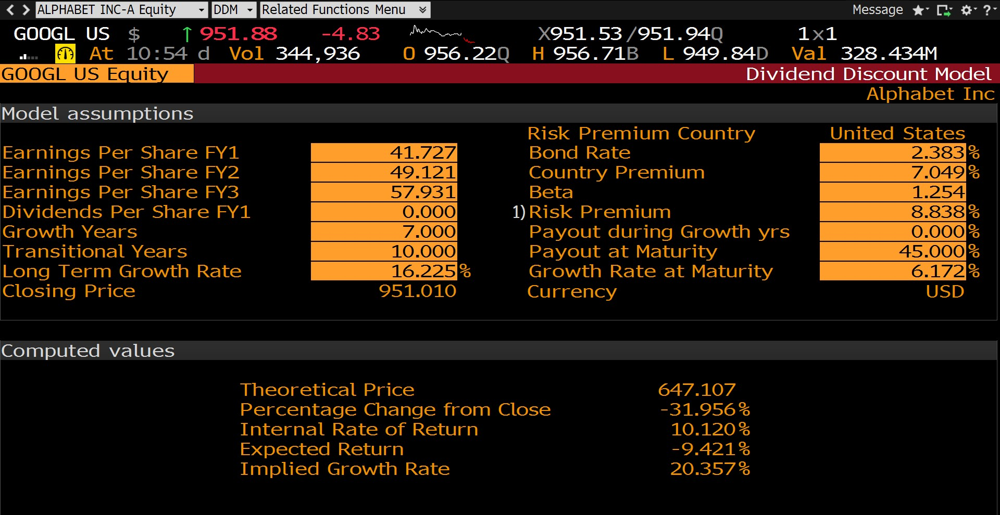 ALPHABET INC-A Equity DDM Related Functions Menu Message ?
GOOGL US $ ↑ 951.88 -4.83 X951.53 /951.94Q 1x1
At 10:54 d Vol 344,936 O 956.22Q H 956.71B L 949.84D Val 328.434M
GOOGL US Equity Dividend Discount Model
Alphabet Inc
Model assumptions
Risk Premium Country United States
Earnings Per Share FY1 41.727 Bond Rate 2.383%
Earnings Per Share FY2 49.121 Country Premium 7.049%
Earnings Per Share FY3 57.931 Beta 1.254
Dividends Per Share FY1 0.000 1) Risk Premium 8.838%
Growth Years 7.000 Payout during Growth yrs 0.000%
Transitional Years 10.000 Payout at Maturity 45.000%
Long Term Growth Rate 16.225% Growth Rate at Maturity 6.172%
Closing Price 951.010 Currency USD
Computed values
Theoretical Price 647.107
Percentage Change from Close -31.956%
Internal Rate of Return 10.120%
Expected Return -9.421%
Implied Growth Rate 20.357%